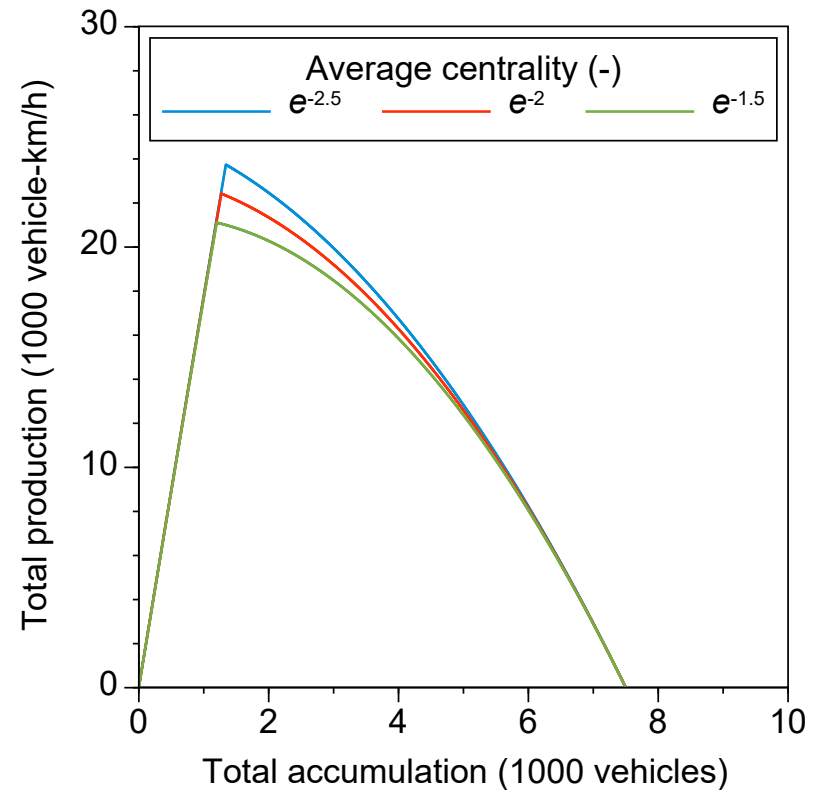 30
Average centrality (-)
e-2.5 e-2 e-1.5
20
10
0
0 2 4 6 8 10
Total accumulation (1000 vehicles)
Total production (1000 vehicle-km/h)